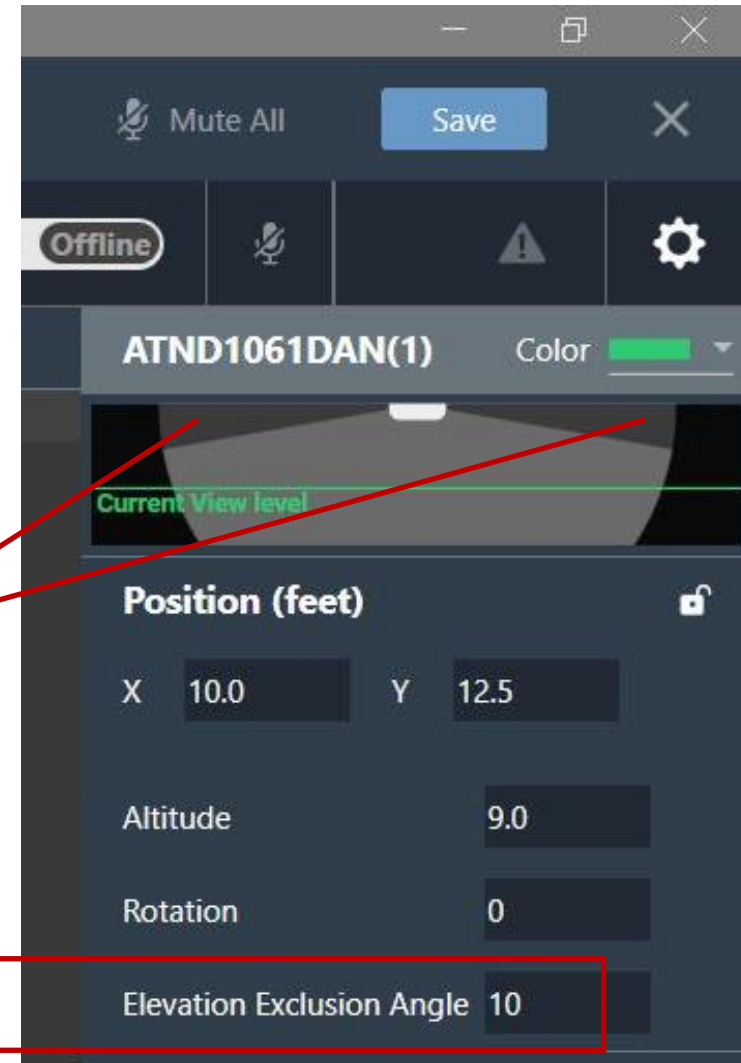 Mute All Save
Offline
ATND1061DAN(1) Color
Current View level
Position (feet)
X 10.0 Y 12.5
Altitude 9.0
Rotation 0
Elevation Exclusion Angle 10